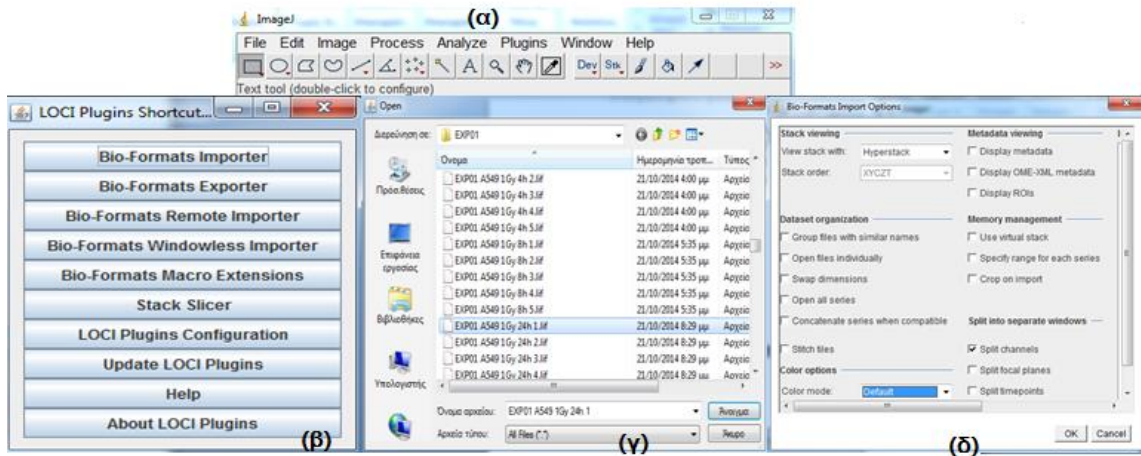 ImageJ
(α)
File Edit Image Process Analyze Plugins Window Help
Dev Stk >>
Text tool (double-click to configure)
LOCI Plugins Shortcut...
Bio-Formats Importer
Bio-Formats Exporter
Bio-Formats Remote Importer
Bio-Formats Windowless Importer
Bio-Formats Macro Extensions
Stack Slicer
LOCI Plugins Configuration
Update LOCI Plugins
Help
About LOCI Plugins
(β)
Open
Διερεύνηση σε: EXP01
Όνομα Ημερομηνία τροπ... Τύπος
EXP01 A549 1Gy 4h 2.lif 21/10/2014 4:00 μμ Αρχείο
EXP01 A549 1Gy 4h 3.lif 21/10/2014 4:00 μμ Αρχείο
EXP01 A549 1Gy 4h 4.lif 21/10/2014 4:00 μμ Αρχείο
EXP01 A549 1Gy 4h 5.lif 21/10/2014 4:00 μμ Αρχείο
EXP01 A549 1Gy 8h 1.lif 21/10/2014 5:35 μμ Αρχείο
EXP01 A549 1Gy 8h 2.lif 21/10/2014 5:35 μμ Αρχείο
EXP01 A549 1Gy 8h 3.lif 21/10/2014 5:35 μμ Αρχείο
EXP01 A549 1Gy 8h 4.lif 21/10/2014 5:35 μμ Αρχείο
EXP01 A549 1Gy 8h 5.lif 21/10/2014 5:35 μμ Αρχείο
EXP01 A549 1Gy 24h 1.lif 21/10/2014 8:29 μμ Αρχείο
EXP01 A549 1Gy 24h 2.lif 21/10/2014 8:29 μμ Αρχείο
EXP01 A549 1Gy 24h 3.lif 21/10/2014 8:29 μμ Αρχείο
EXP01 A549 1Gy 24h 4.lif 21/10/2014 8:29 μμ Αρχείο
Πρόσ.θέσεις
Επιφάνεια
εργασίας
Βιβλιοθήκες
Υπολογιστής
Όνομα αρχείου: EXP01 A549 1Gy 24h 1 Άνοιγμα
Αρχεία τύπου: All Files (*.*) Άκυρο
(γ)
Bio-Formats Import Options
Stack viewing
View stack with: Hyperstack
Stack order: XYCZT
Metadata viewing
Display metadata
Display OME-XML metadata
Display ROIs
Dataset organization
Group files with similar names
Open files individually
Swap dimensions
Open all series
Concatenate series when compatible
Stitch files
Memory management
Use virtual stack
Specify range for each series
Crop on import
Split into separate windows
Split channels
Split focal planes
Split timepoints
Color options
Color mode: Default
OK Cancel
(δ)